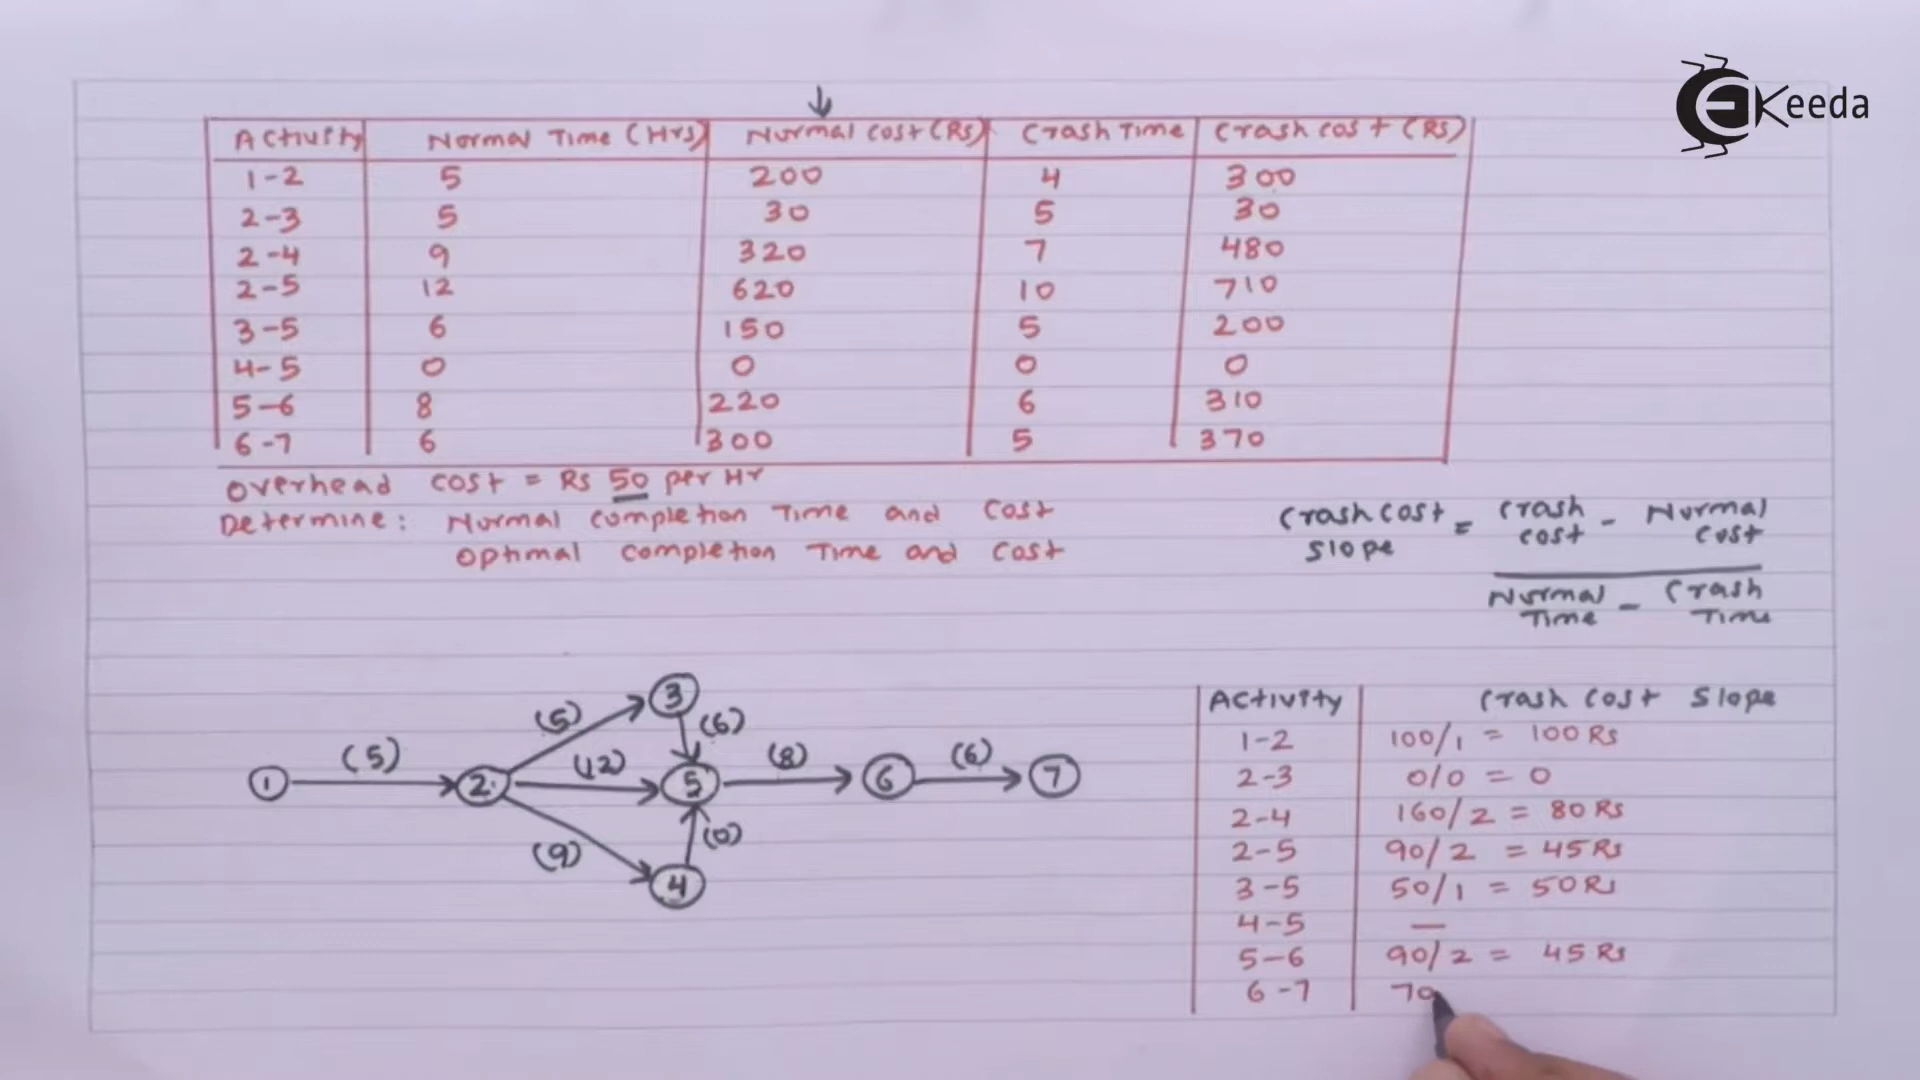 EKeeda
Activity Normal Time (Hrs) Normal cost (Rs) Crash Time Crash cost (Rs)
1-2 5 200 4 300
2-3 5 30 5 30
2-4 9 320 7 480
2-5 12 620 10 710
3-5 6 150 5 200
4-5 0 0 0 0
5-6 8 220 6 310
6-7 6 300 5 370
Overhead cost = Rs 50 per Hr
Determine: Normal completion Time and Cost
Optimal completion Time and Cost
Crash cost slope = Crash cost - Normal cost
Normal Time - Crash Time
1 (5) 2 (5) 3 (6) (12) 5 (8) 6 (6) 7 (9) 4 (0)
Activity Crash Cost Slope
1-2 100/1 = 100 Rs
2-3 0/0 = 0
2-4 160/2 = 80 Rs
2-5 90/2 = 45 Rs
3-5 50/1 = 50 Rs
4-5 —
5-6 90/2 = 45 Rs
6-7 70